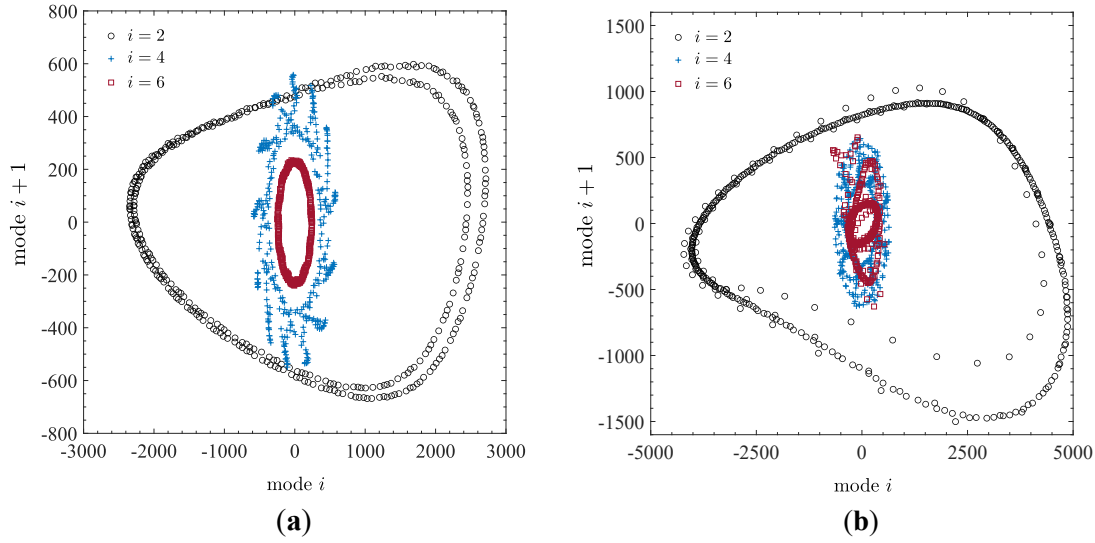 i = 2
i = 4
i = 6
800
600
400
200
0
-200
-400
-600
-800
-3000 -2000 -1000 0 1000 2000 3000
mode i + 1
mode i
(a)
i = 2
i = 4
i = 6
1500
1000
500
0
-500
-1000
-1500
-5000 -2500 0 2500 5000
mode i + 1
mode i
(b)